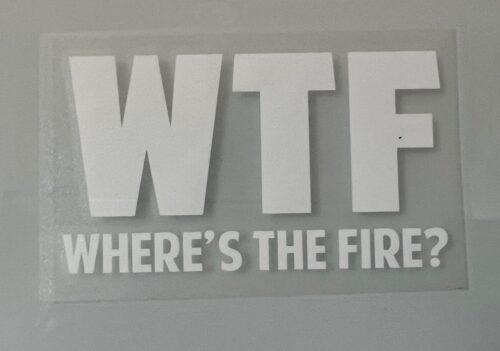 WTF
WHERE'S THE FIRE?